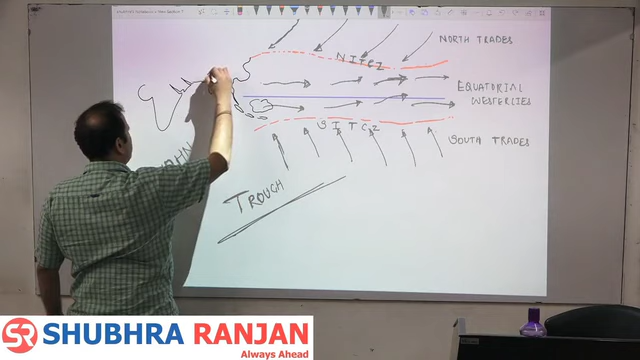 NORTH TRADES
N I T C Z
EQUATORIAL
WESTERLIES
S I T C Z
SOUTH TRADES
TROUGH
SR
SHUBHRA RANJAN
Always Ahead